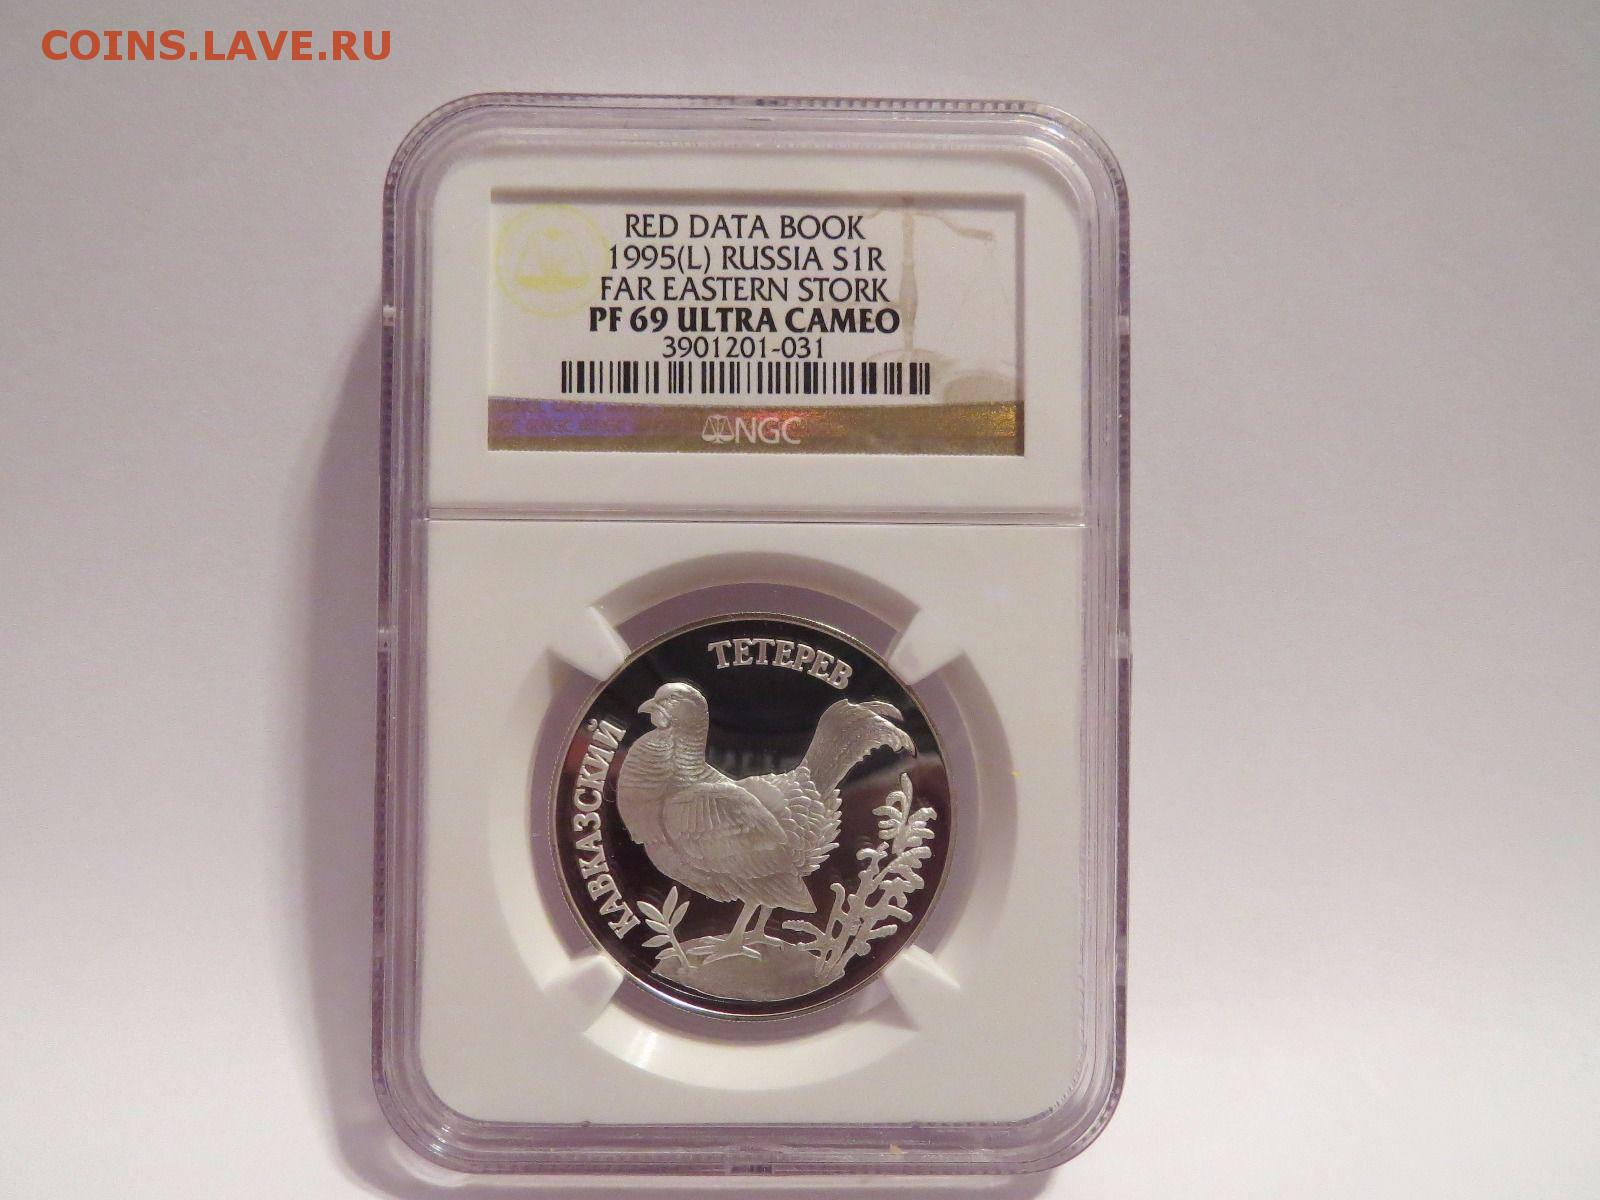 COINS.LAVE.RU
RED DATA BOOK
1995(L) RUSSIA S1R
FAR EASTERN STORK
PF 69 ULTRA CAMEO
3901201-031
NGC
КАВКАЗСКИЙ
ТЕТЕРЕВ